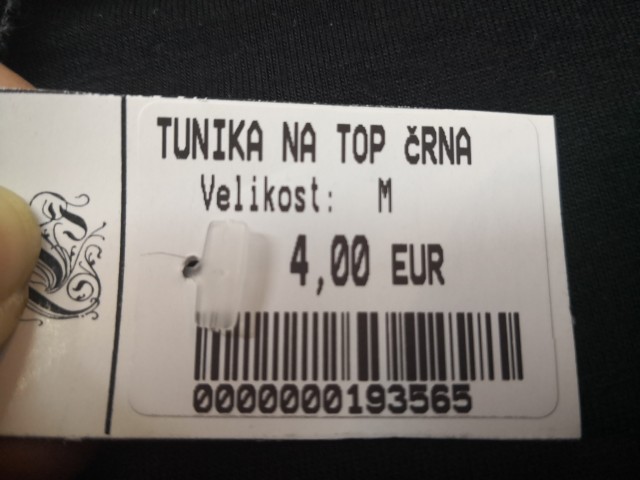 TUNIKA NA TOP ČRNA
Velikost: M
4,00 EUR
0000000193565